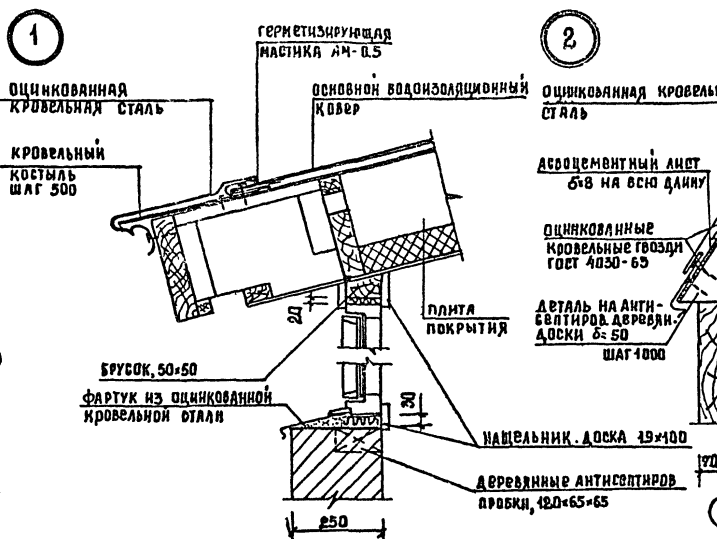 1
ГЕРМЕТИЗИРУЮЩАЯ
МАСТИКА АМ-0.5
ОЦИНКОВАННАЯ
КРОВЕЛЬНАЯ СТАЛЬ
ОСНОВНОЙ ВОДОИЗОЛЯЦИОННЫЙ
КОВЕР
КРОВЕЛЬНЫЙ
КОСТЫЛЬ
ШАГ 500
20
ПЛИТА
ПОКРЫТИЯ
БРУСОК, 50×50
ФАРТУК ИЗ ОЦИНКОВАННОЙ
КРОВЕЛЬНОЙ СТАЛИ
30
НАЩЕЛЬНИК. ДОСКА 19×100
ДЕРЕВЯННЫЕ АНТИСЕПТИРОВ
ПРОБКИ, 120×65×65
250
2
ОЦИНКОВАННАЯ КРОВЕЛЬ
СТАЛЬ
АСБОЦЕМЕНТНЫЙ ЛИСТ
δ=8 НА ВСЮ ДЛИНУ
ОЦИНКОВАННЫЕ
КРОВЕЛЬНЫЕ ГВОЗДИ
ГОСТ 4030-63
ДЕТАЛЬ ИЗ АНТИ-
СЕПТИРОВ. ДЕРЕВЯН.
ДОСКИ δ=50
ШАГ 1000